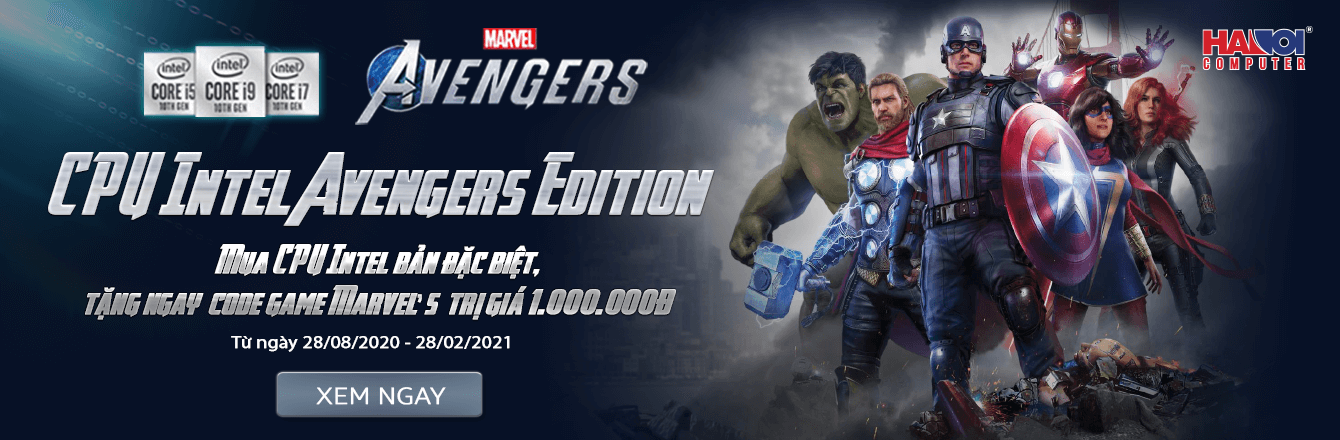 intel
CORE i5
10TH GEN
intel
CORE i9
10TH GEN
intel
CORE i7
10TH GEN
MARVEL
AVENGERS
HANOI
COMPUTER
CPU INTEL AVENGERS EDITION
MUA CPU INTEL BẢN ĐẶC BIỆT,
TẶNG NGAY CODE GAME MARVEL'S TRỊ GIÁ 1.000.000Đ
Từ ngày 28/08/2020 - 28/02/2021
XEM NGAY